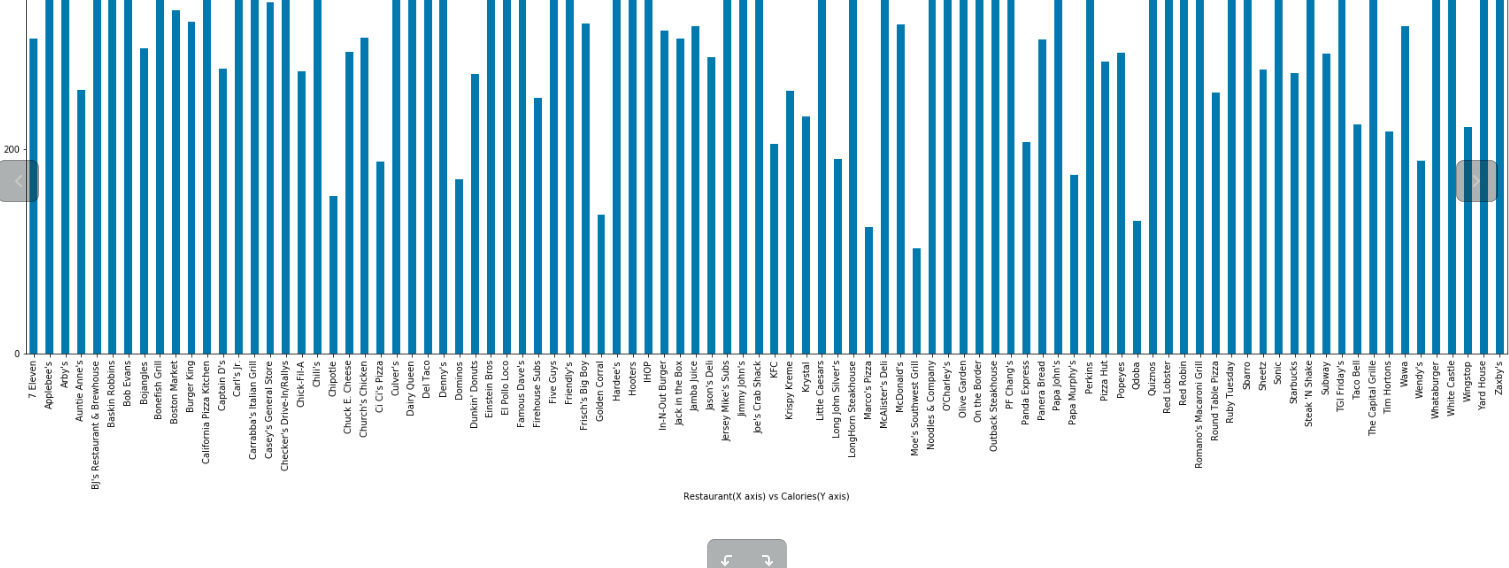 200
0
7 Eleven
Applebee's
Arby's
Auntie Anne's
BJ's Restaurant & Brewhouse
Baskin Robbins
Bob Evans
Bojangles
Bonefish Grill
Boston Market
Burger King
California Pizza Kitchen
Captain D's
Carl's Jr.
Carrabba's Italian Grill
Casey's General Store
Checker's Drive-In/Rallys
Chick-Fil-A
Chili's
Chipotle
Chuck E. Cheese
Church's Chicken
Ci Ci's Pizza
Culver's
Dairy Queen
Del Taco
Denny's
Dominos
Dunkin' Donuts
Einstein Bros
El Pollo Loco
Famous Dave's
Firehouse Subs
Five Guys
Friendly's
Frisch's Big Boy
Golden Corral
Hardee's
Hooters
IHOP
In-N-Out Burger
Jack in the Box
Jamba Juice
Jason's Deli
Jersey Mike's Subs
Jimmy John's
Joe's Crab Shack
KFC
Krispy Kreme
Krystal
Little Caesars
Long John Silver's
LongHorn Steakhouse
Marco's Pizza
McAlister's Deli
McDonald's
Moe's Southwest Grill
Noodles & Company
O'Charley's
Olive Garden
On the Border
Outback Steakhouse
PF Chang's
Panda Express
Panera Bread
Papa John's
Papa Murphy's
Perkins
Pizza Hut
Popeyes
Qdoba
Quiznos
Red Lobster
Red Robin
Romano's Macaroni Grill
Round Table Pizza
Ruby Tuesday
Sbarro
Sheetz
Sonic
Starbucks
Steak 'N Shake
Subway
TGI Friday's
Taco Bell
The Capital Grille
Tim Hortons
Wawa
Wendy's
Whataburger
White Castle
Wingstop
Yard House
Zaxby's
Restaurant(X axis) vs Calories(Y axis)